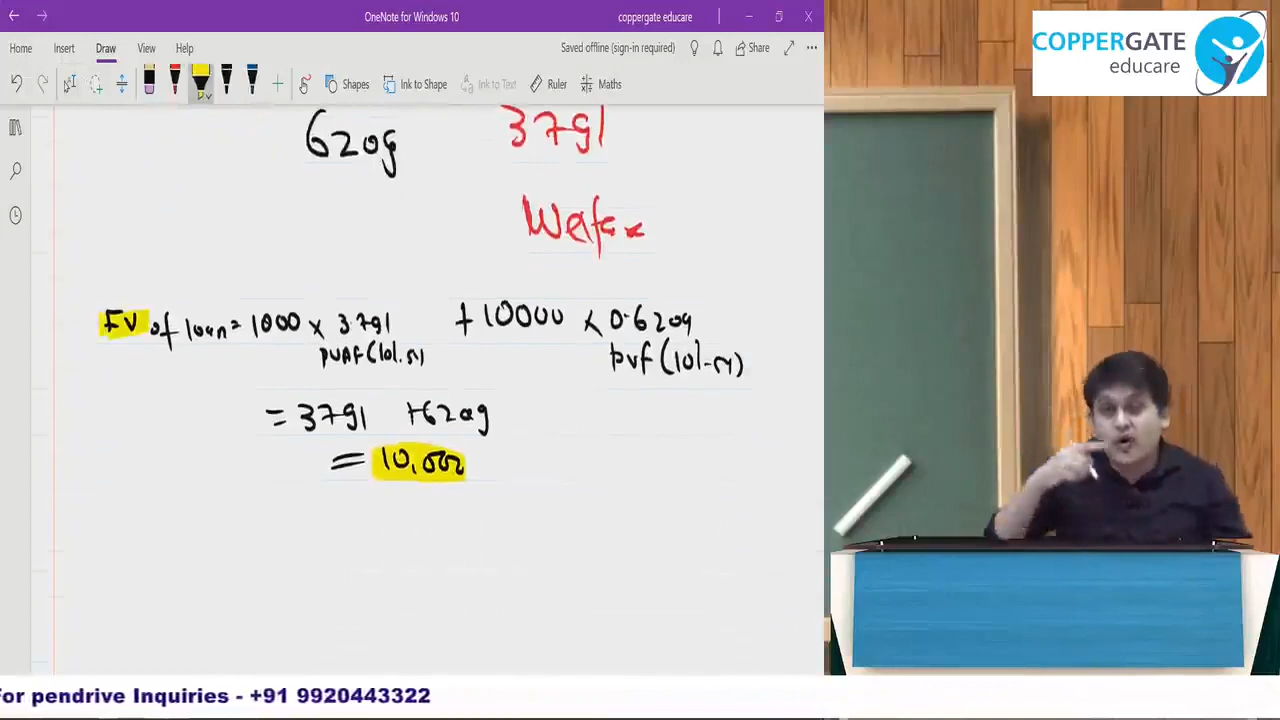 OneNote for Windows 10
coppergate educare
COPPERGATE
educare
Home Insert Draw View Help
Saved offline (sign-in required)
Share
Shapes
Ink to Shape
Ink to Text
Ruler
Maths
6209
3791
FV of loan = 1000 × 3.791 + 10000 × 0.6209
PVAF (10%.5Y) PVF (10%-5Y)
= 3791 + 6209
= 10,000
For pendrive Inquiries - +91 9920443322